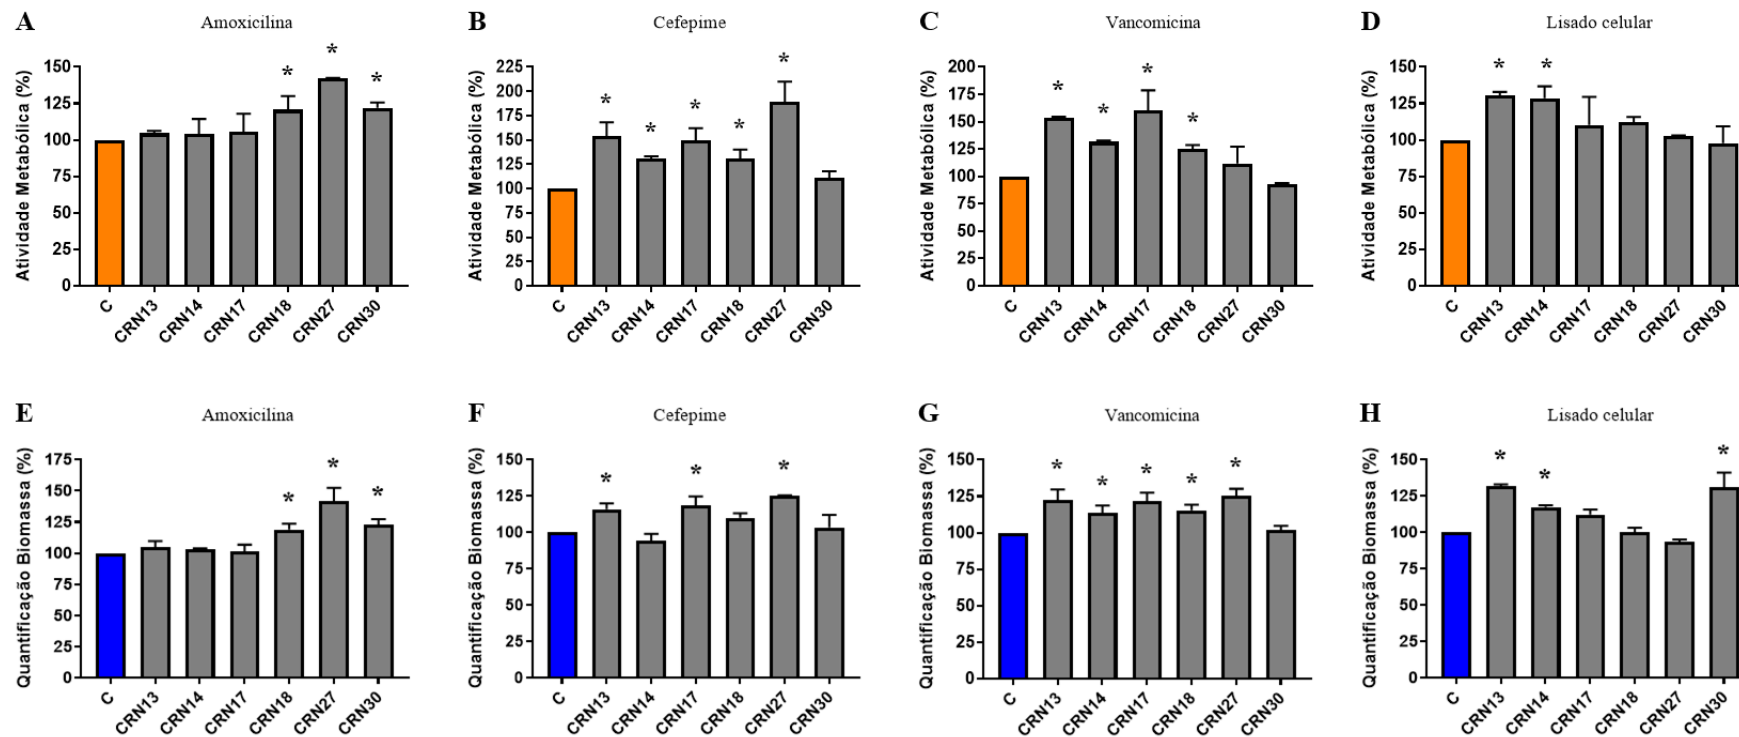 A Amoxicilina
Atividade Metabólica (%)
150
125
100
75
50
25
0
* * *
C CRN13 CRN14 CRN17 CRN18 CRN27 CRN30
B Cefepime
Atividade Metabólica (%)
225
200
175
150
125
100
75
50
25
0
* * * * *
C CRN13 CRN14 CRN17 CRN18 CRN27 CRN30
C Vancomicina
Atividade Metabólica (%)
200
175
150
125
100
75
50
25
0
* * * *
C CRN13 CRN14 CRN17 CRN18 CRN27 CRN30
D Lisado celular
Atividade Metabólica (%)
150
125
100
75
50
25
0
* *
C CRN13 CRN14 CRN17 CRN18 CRN27 CRN30
E Amoxicilina
Quantificação Biomassa (%)
175
150
125
100
75
50
25
0
* * *
C CRN13 CRN14 CRN17 CRN18 CRN27 CRN30
F Cefepime
Quantificação Biomassa (%)
150
125
100
75
50
25
0
* * *
C CRN13 CRN14 CRN17 CRN18 CRN27 CRN30
G Vancomicina
Quantificação Biomassa (%)
150
125
100
75
50
25
0
* * * * *
C CRN13 CRN14 CRN17 CRN18 CRN27 CRN30
H Lisado celular
Quantificação Biomassa (%)
150
125
100
75
50
25
0
* * *
C CRN13 CRN14 CRN17 CRN18 CRN27 CRN30